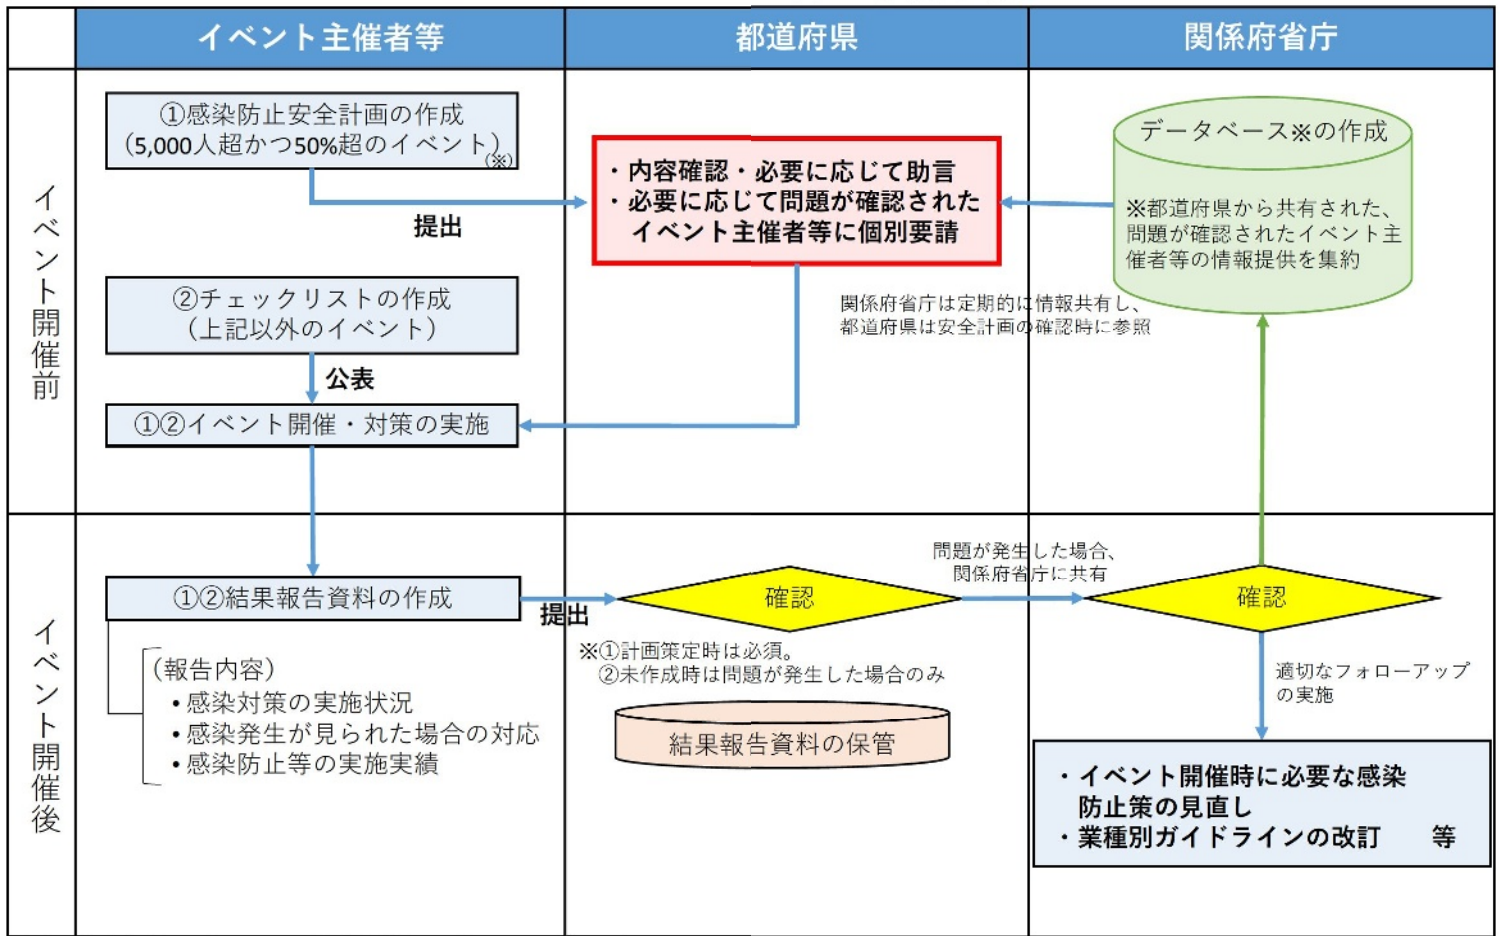 イベント主催者等
都道府県
関係府省庁
イベント開催前
①感染防止安全計画の作成
(5,000人超かつ50%超のイベント)
(※)
提出
・内容確認・必要に応じて助言
・必要に応じて問題が確認された
イベント主催者等に個別要請
データベース※の作成
※都道府県から共有された、
問題が確認されたイベント主
催者等の情報提供を集約
関係府省庁は定期的に情報共有し、
都道府県は安全計画の確認時に参照
②チェックリストの作成
（上記以外のイベント）
公表
①②イベント開催・対策の実施
イベント開催後
①②結果報告資料の作成
提出
確認
問題が発生した場合、
関係府省庁に共有
確認
※①計画策定時は必須。
②未作成時は問題が発生した場合のみ
結果報告資料の保管
（報告内容）
・感染対策の実施状況
・感染発生が見られた場合の対応
・感染防止等の実施実績
適切なフォローアップ
の実施
・イベント開催時に必要な感染
防止策の見直し
・業種別ガイドラインの改訂　　等